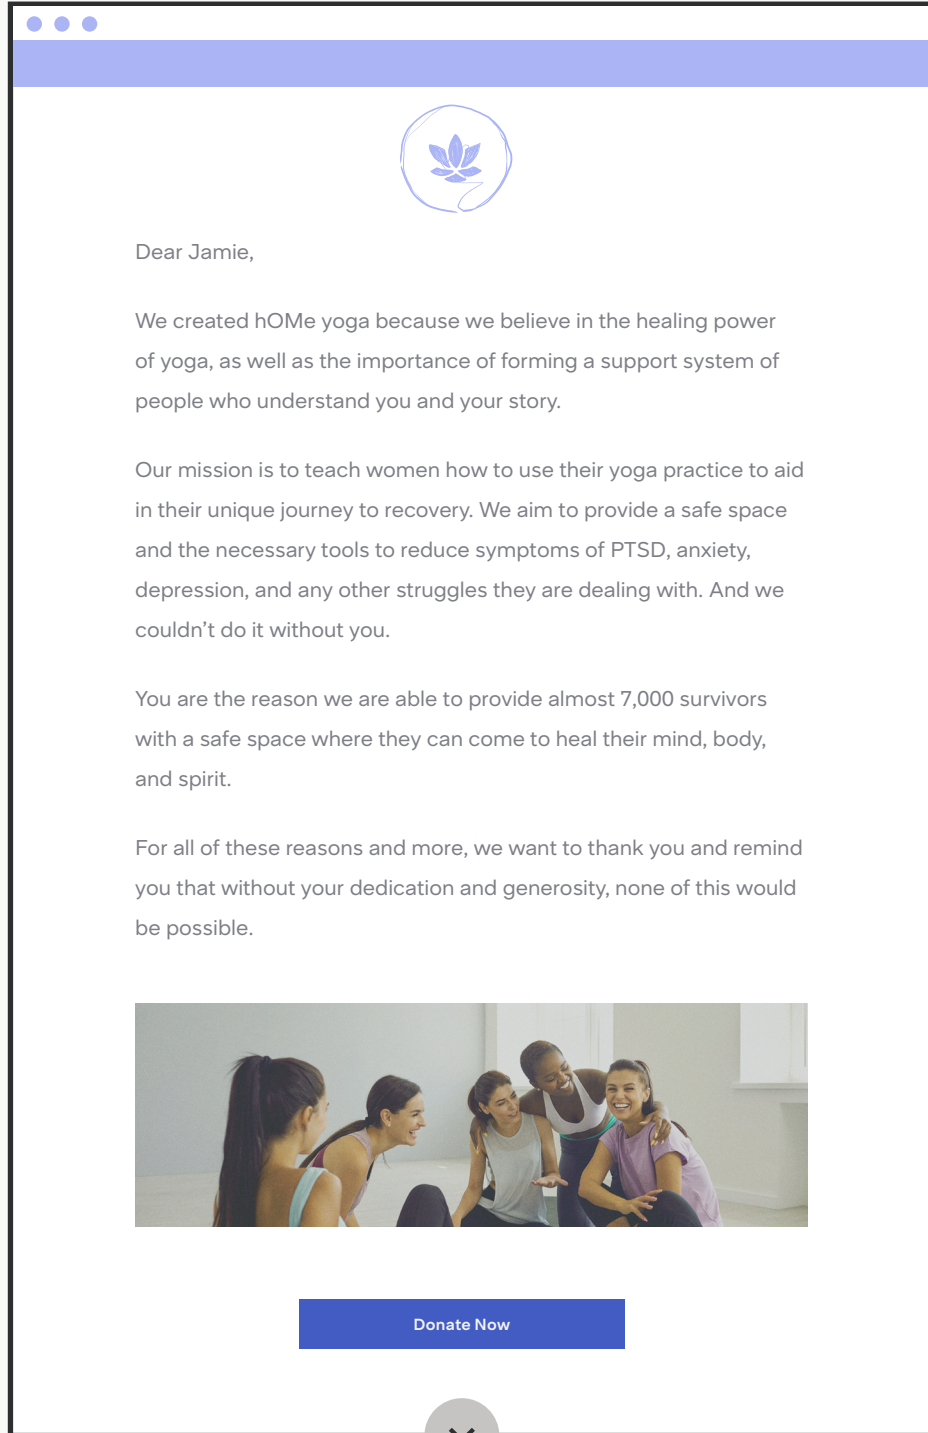 Dear Jamie,
We created hOMe yoga because we believe in the healing power
of yoga, as well as the importance of forming a support system of
people who understand you and your story.
Our mission is to teach women how to use their yoga practice to aid
in their unique journey to recovery. We aim to provide a safe space
and the necessary tools to reduce symptoms of PTSD, anxiety,
depression, and any other struggles they are dealing with. And we
couldn’t do it without you.
You are the reason we are able to provide almost 7,000 survivors
with a safe space where they can come to heal their mind, body,
and spirit.
For all of these reasons and more, we want to thank you and remind
you that without your dedication and generosity, none of this would
be possible.
Donate Now